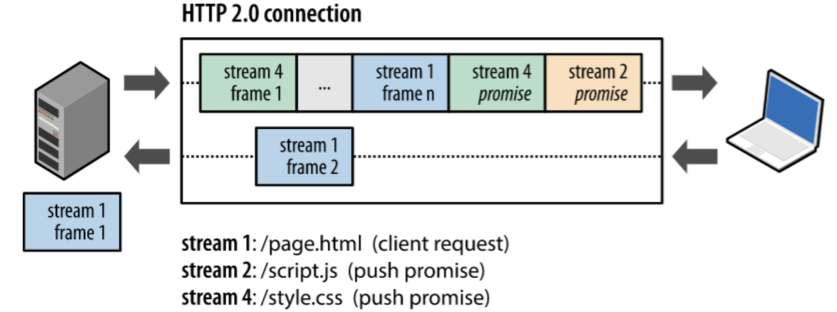 HTTP 2.0 connection
stream 4
frame 1
...
stream 1
frame n
stream 4
promise
stream 2
promise
stream 1
frame 2
stream 1
frame 1
stream 1: /page.html (client request)
stream 2: /script.js (push promise)
stream 4: /style.css (push promise)